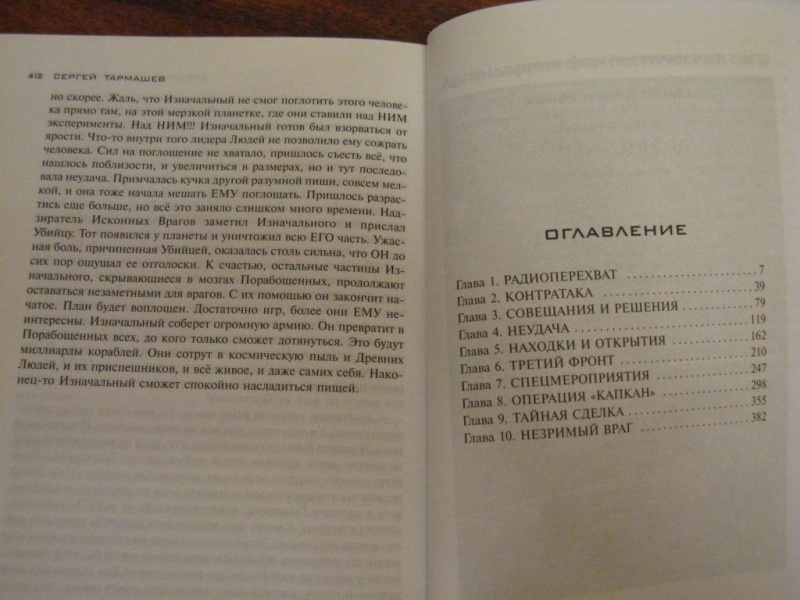 412 СЕРГЕЙ ТАРМАШЕВ
но скорее. Жаль, что Изначальный не смог поглотить этого челове-
ка прямо там, на этой мерзкой планетке, где они ставили над НИМ
эксперименты. Над НИМ!!! Изначальный готов был взорваться от
ярости. Что-то внутри того лидера Людей не позволило ему сожрать
человека. Сил на поглощение не хватало, пришлось съесть всё, что
нашлось поблизости, и увеличиться в размерах, но и тут последо-
вала неудача. Примчалась кучка другой разумной пищи, совсем мел-
кой, и она тоже начала мешать ЕМУ поглощать. Пришлось разрас-
тись еще больше, но всё это заняло слишком много времени. Над-
зиратель Исконных Врагов заметил Изначального и прислал
Убийцу. Тот появился у планеты и уничтожил всю ЕГО часть. Ужас-
ная боль, причиненная Убийцей, оказалась столь сильна, что ОН до
сих пор ощущал ее отголоски. К счастью, остальные частицы Из-
начального, скрывающиеся в мозгах Порабошенных, продолжают
оставаться незаметными для врагов. С их помощью он закончит на-
чатое. План будет воплощен. Достаточно игр, более они ЕМУ не-
интересны. Изначальный соберет огромную армию. Он превратит в
Порабошенных всех, до кого только сможет дотянуться. Это будут
миллиарды кораблей. Они сотрут в космическую пыль и Древних
Людей, и их приспешников, и всё живое, и даже самих себя. Нако-
нец-то Изначальный сможет спокойно насладиться пищей.
ОГЛАВЛЕНИЕ
Глава 1. РАДИОПЕРЕХВАТ 7
Глава 2. КОНТРАТАКА 39
Глава 3. СОВЕЩАНИЯ И РЕШЕНИЯ 79
Глава 4. НЕУДАЧА 119
Глава 5. НАХОДКИ И ОТКРЫТИЯ 162
Глава 6. ТРЕТИЙ ФРОНТ 210
Глава 7. СПЕЦМЕРОПРИЯТИЯ 247
Глава 8. ОПЕРАЦИЯ «КАПКАН» 298
Глава 9. ТАЙНАЯ СДЕЛКА 355
Глава 10. НЕЗРИМЫЙ ВРАГ 382